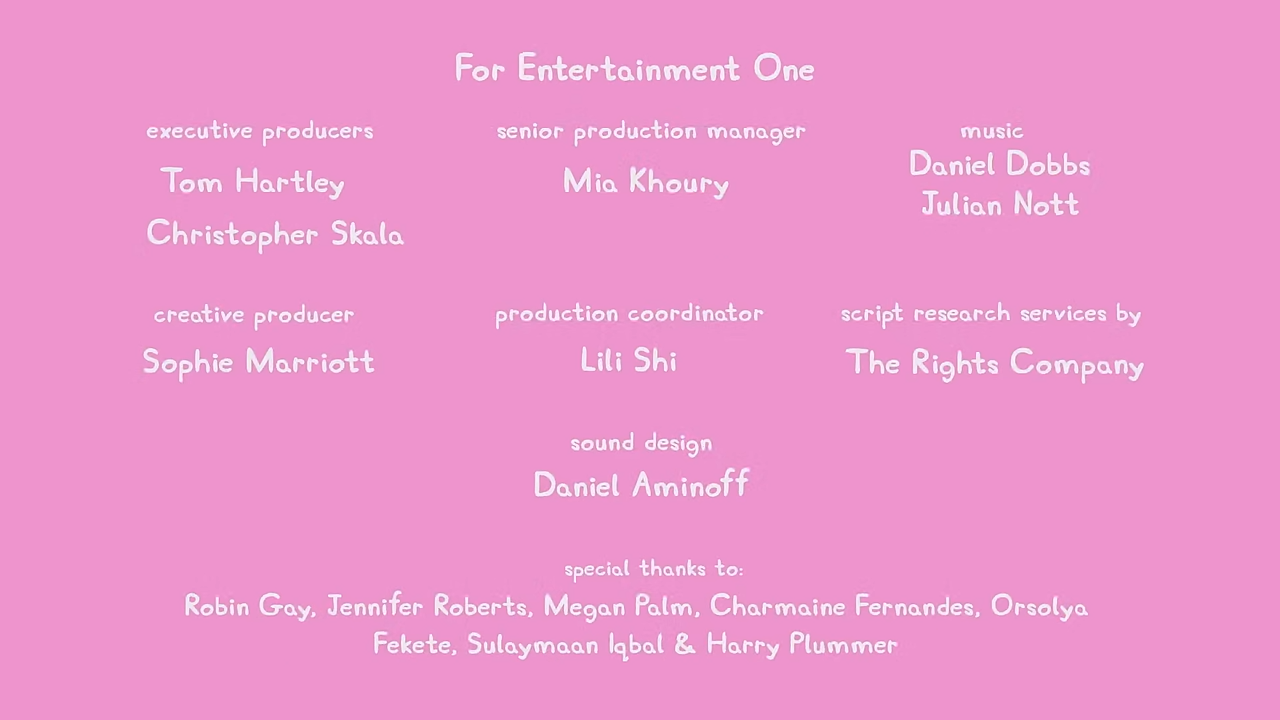 For Entertainment One
executive producers
Tom Hartley
Christopher Skala
senior production manager
Mia Khoury
music
Daniel Dobbs
Julian Nott
creative producer
Sophie Marriott
production coordinator
Lili Shi
script research services by
The Rights Company
sound design
Daniel Aminoff
special thanks to:
Robin Gay, Jennifer Roberts, Megan Palm, Charmaine Fernandes, Orsolya
Fekete, Sulaymaan Iqbal & Harry Plummer